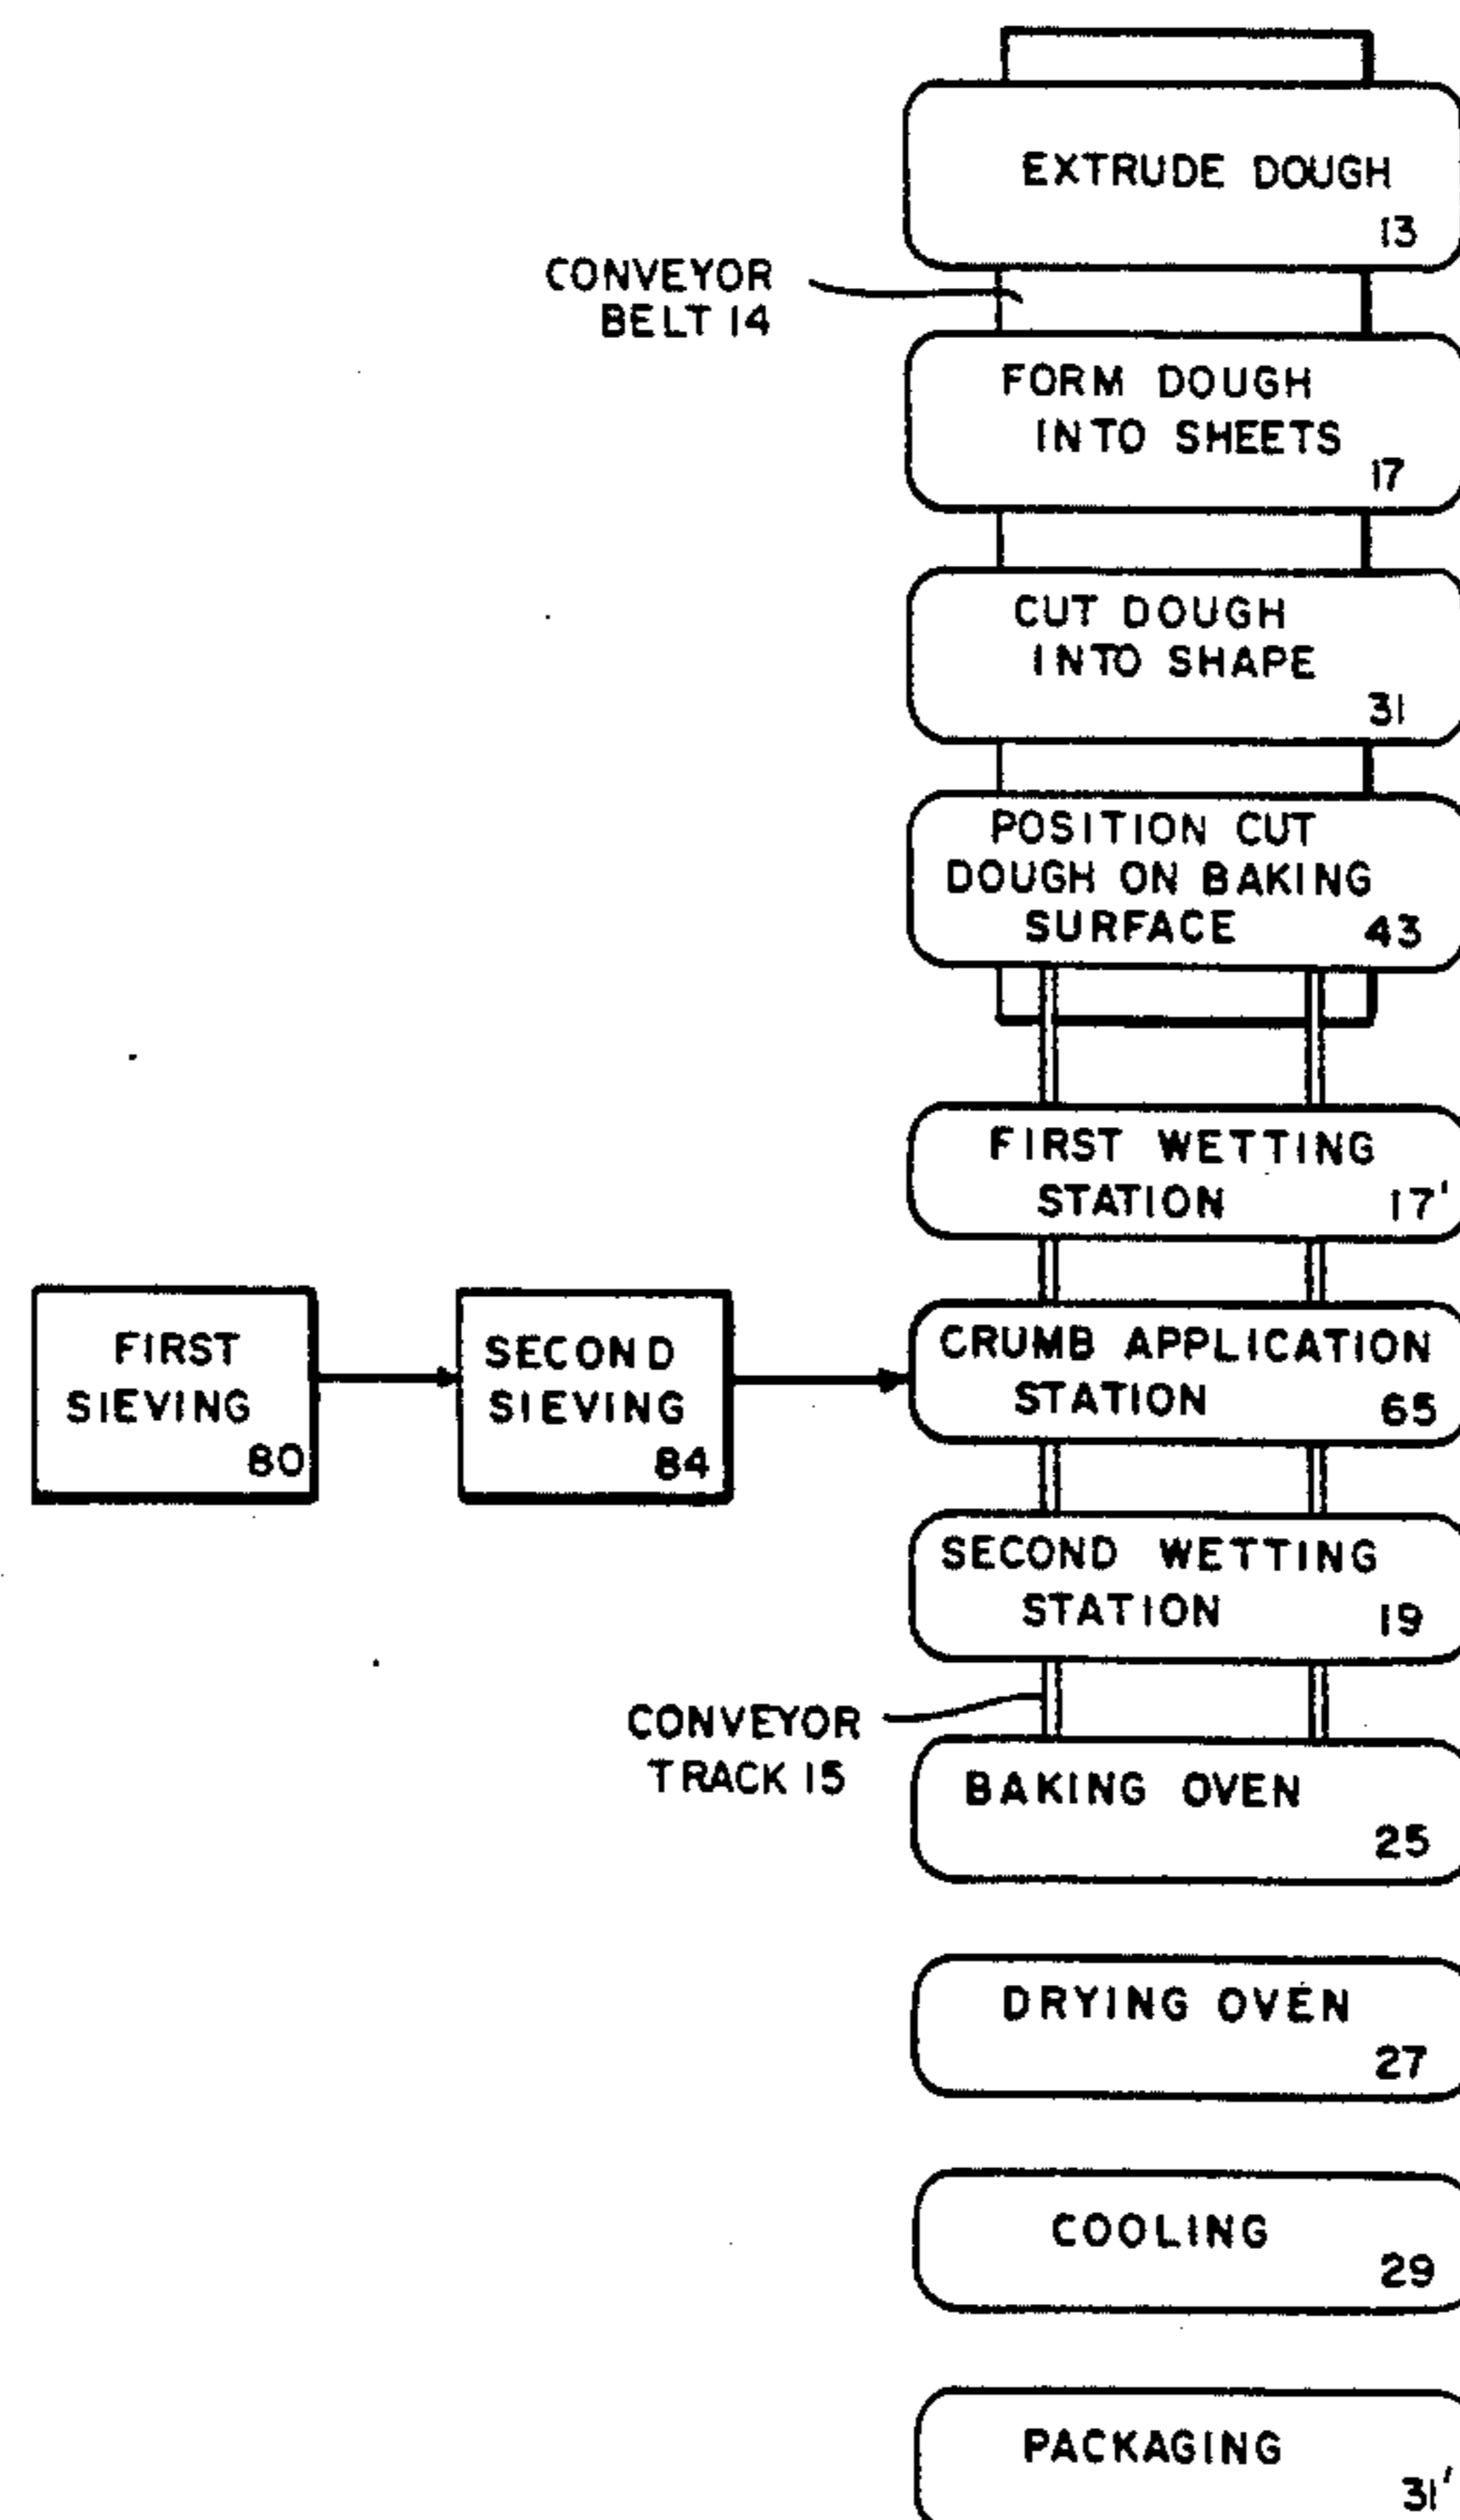 EXTRUDE DOUGH
13
CONVEYOR
BELT 14
FORM DOUGH
INTO SHEETS
17
CUT DOUGH
INTO SHAPE
31
POSITION CUT
DOUGH ON BAKING
SURFACE 43
FIRST WETTING
STATION 17'
FIRST
SIEVING
80
SECOND
SIEVING
84
CRUMB APPLICATION
STATION 65
SECOND WETTING
STATION 19
CONVEYOR
TRACK 15
BAKING OVEN
25
DRYING OVEN
27
COOLING
29
PACKAGING
31'